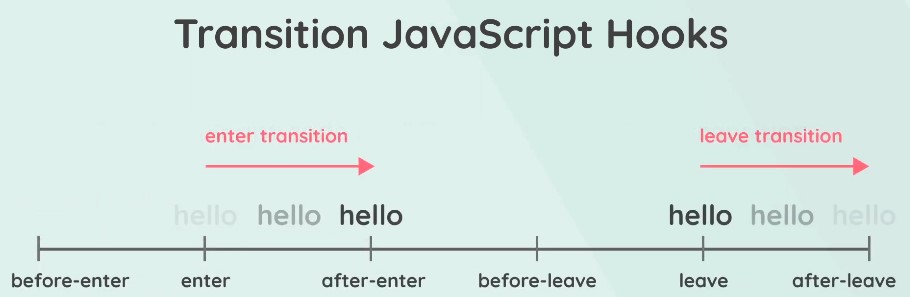 Transition JavaScript Hooks
enter transition leave transition
hello hello hello hello hello hello
before-enter enter after-enter before-leave leave after-leave